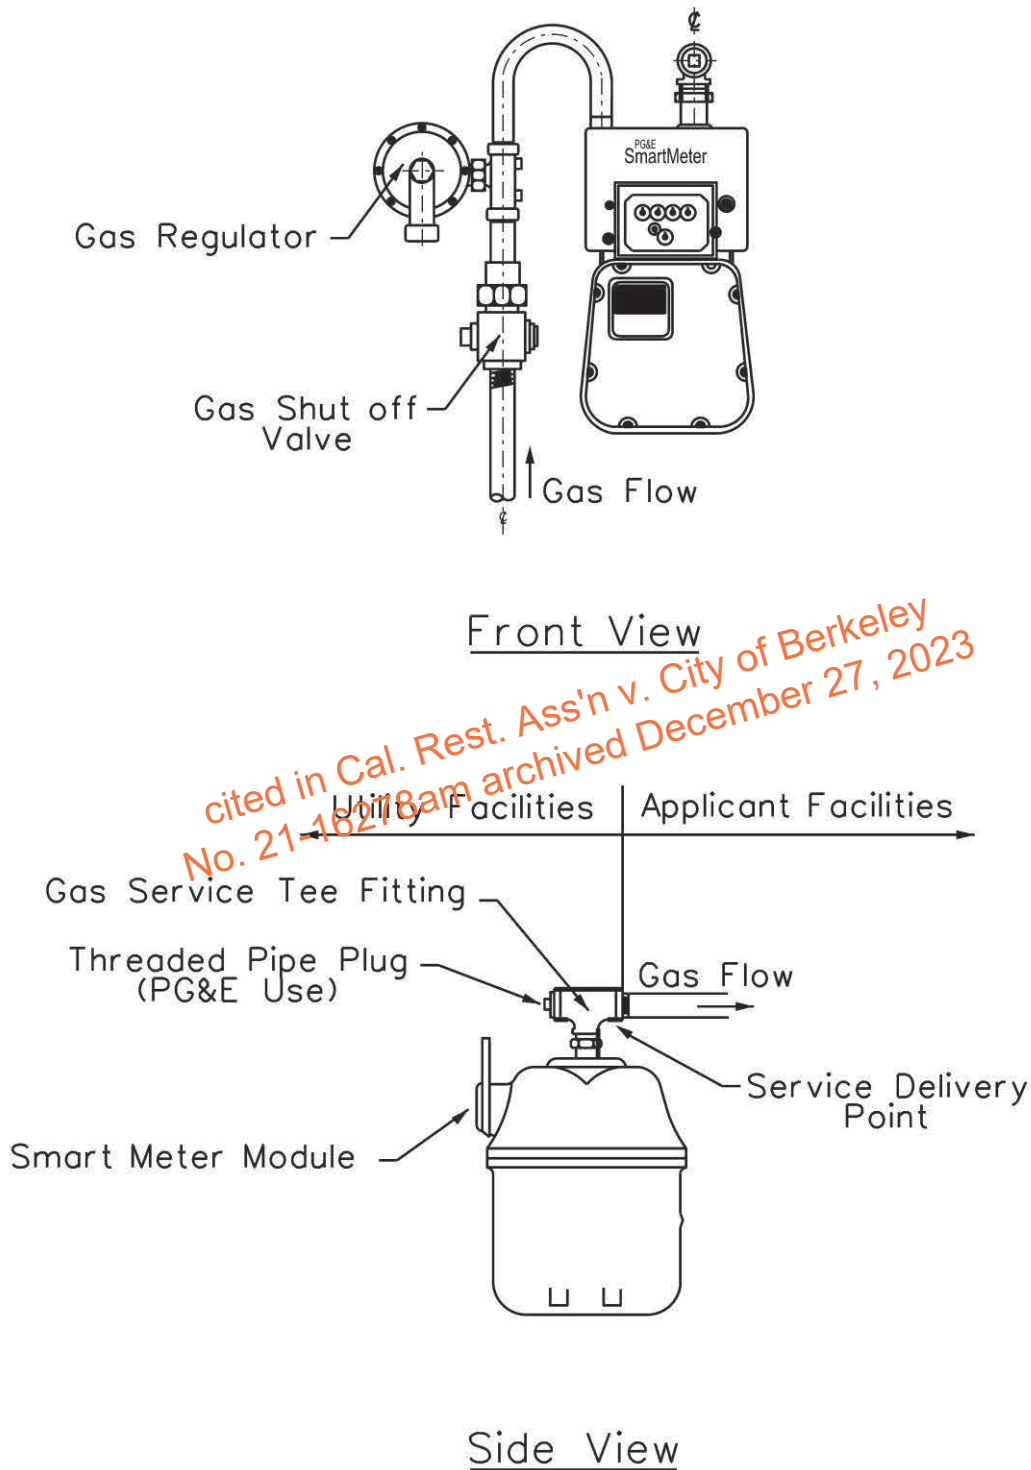 ℄
PG&E
SmartMeter
Gas Regulator
Gas Shut off
Valve
Gas Flow
℄
Front View
cited in Cal. Rest. Ass'n v. City of Berkeley
No. 21-16278am archived December 27, 2023
Utility Facilities
Applicant Facilities
Gas Service Tee Fitting
Threaded Pipe Plug
(PG&E Use)
Gas Flow
Service Delivery
Point
Smart Meter Module
Side View